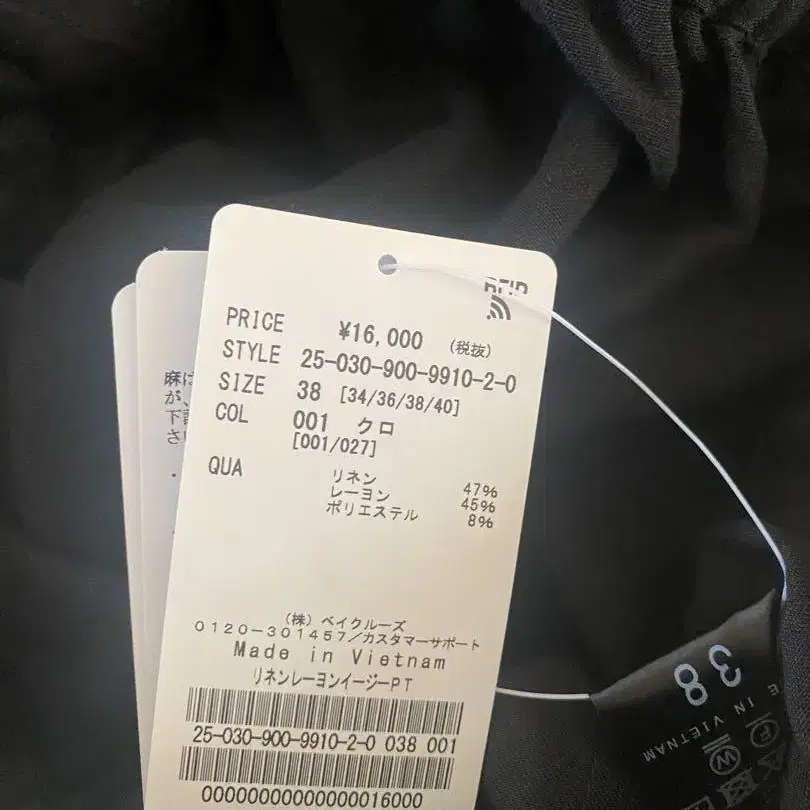 PRICE ¥16,000 (税抜)
STYLE 25-030-900-9910-2-0
SIZE 38 [34/36/38/40]
COL 001 クロ
[001/027]
QUA リネン 47%
レーヨン 45%
ポリエステル 8%
(株) ベイクルーズ
0120-301457/カスタマーサポート
Made in Vietnam
リネンレーヨンイージーPT
25-030-900-9910-2-0 038 001
00000000000000016000
麻は
が、
下記
さい
38
E IN VIETNAM
P
W